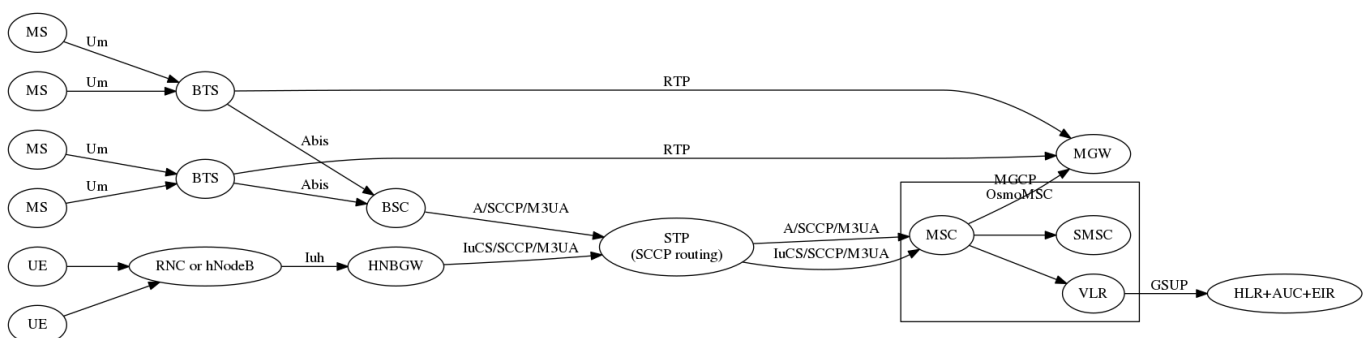 MS
Um
MS
Um
BTS
RTP
MS
Um
Abis
RTP
MGW
MS
Um
BTS
Abis
BSC
MGCP
OsmoMSC
A/SCCP/M3UA
STP
(SCCP routing)
A/SCCP/M3UA
MSC
SMSC
IuCS/SCCP/M3UA
IuCS/SCCP/M3UA
UE
RNC or hNodeB
Iuh
HNBGW
VLR
GSUP
HLR+AUC+EIR
UE